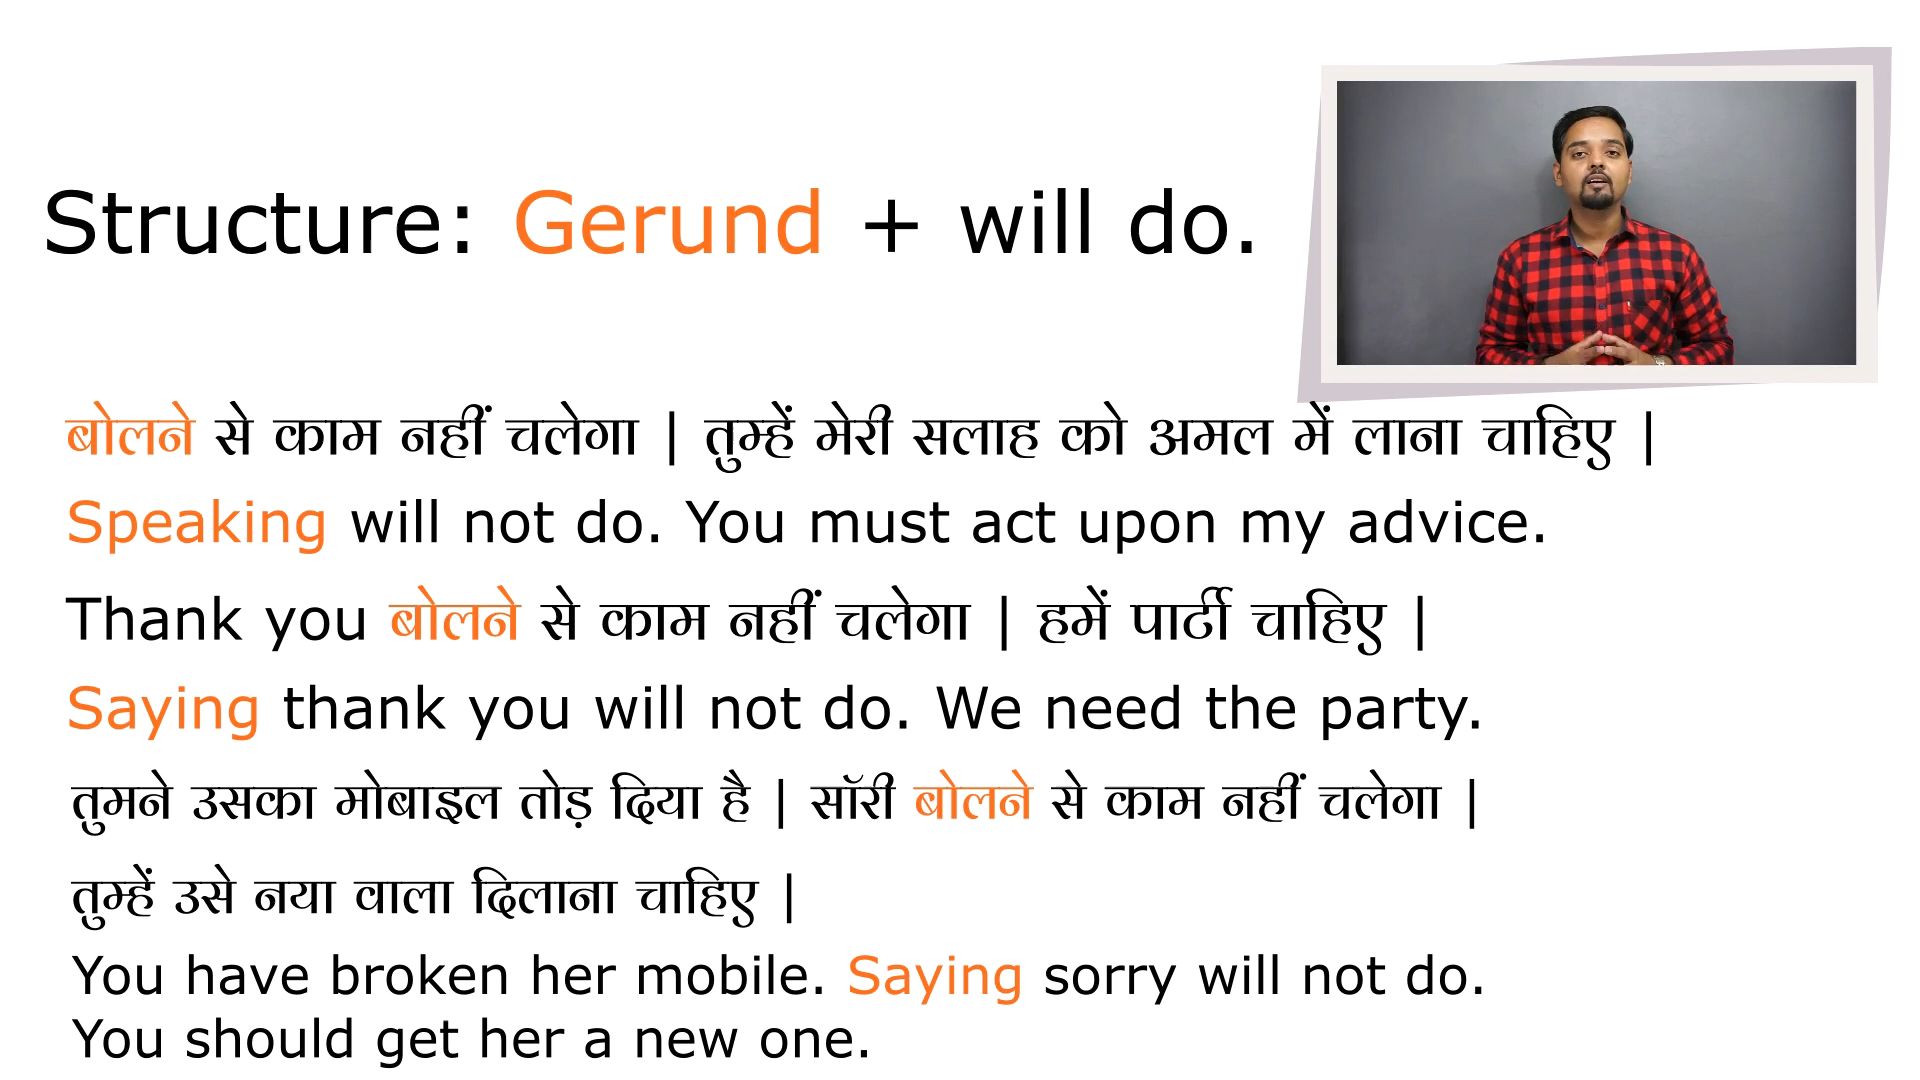 Structure: Gerund + will do.
बोलने से काम नहीं चलेगा | तुम्हें मेरी सलाह को अमल में लाना चाहिए |
Speaking will not do. You must act upon my advice.
Thank you बोलने से काम नहीं चलेगा | हमें पार्टी चाहिए |
Saying thank you will not do. We need the party.
तुमने उसका मोबाइल तोड़ दिया है | सॉरी बोलने से काम नहीं चलेगा |
तुम्हें उसे नया वाला दिलाना चाहिए |
You have broken her mobile. Saying sorry will not do.
You should get her a new one.